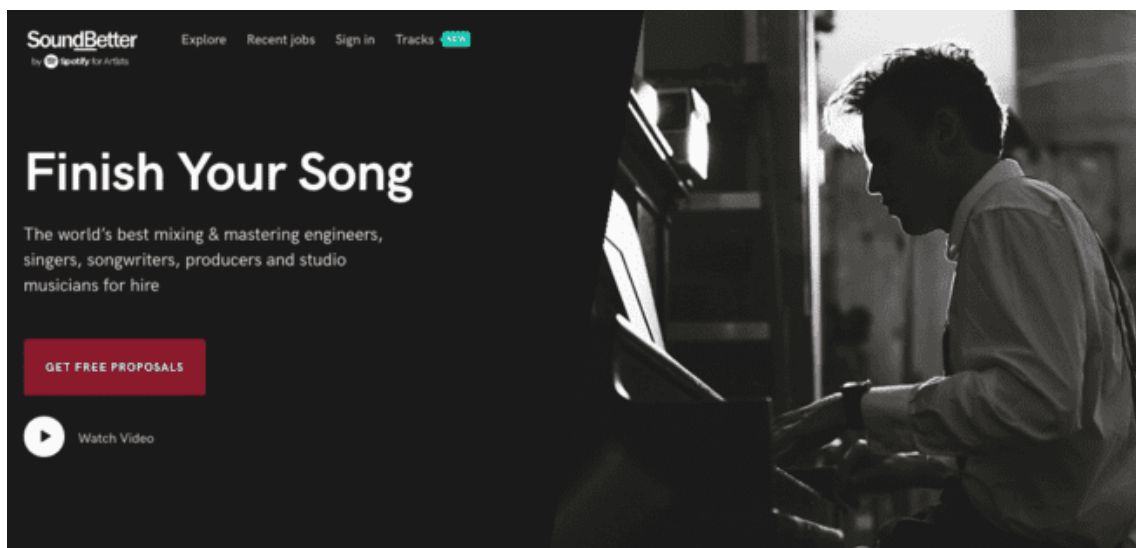 SoundBetter
by Spotify for Artists
Explore Recent jobs Sign in Tracks NEW
Finish Your Song
The world's best mixing & mastering engineers,
singers, songwriters, producers and studio
musicians for hire
GET FREE PROPOSALS
Watch Video